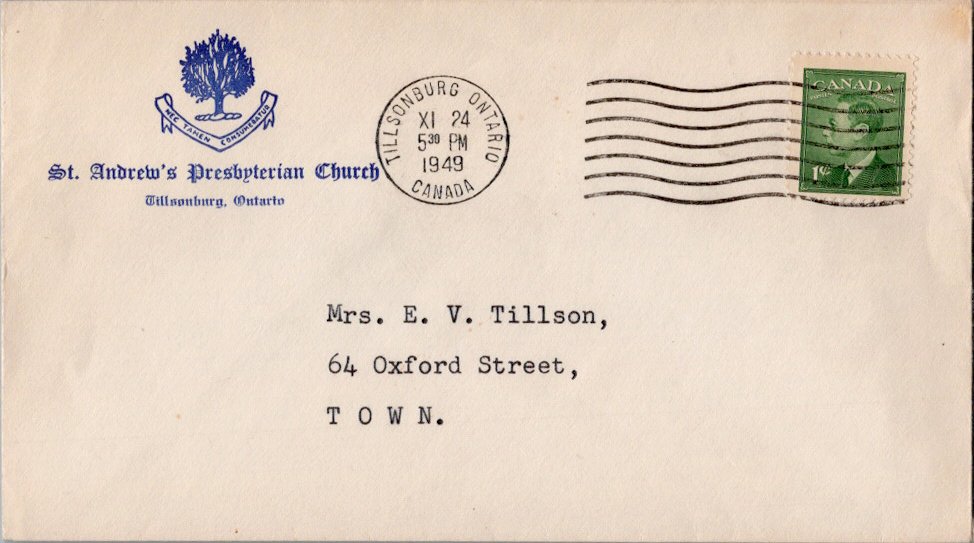 NEC TAMEN CONSUMEBATUR
St. Andrew's Presbyterian Church
Tillsonburg, Ontario
TILLSONBURG ONTARIO
XI 24
5³⁰ PM
1949
CANADA
CANADA
1¢
Mrs. E. V. Tillson,
64 Oxford Street,
T O W N.